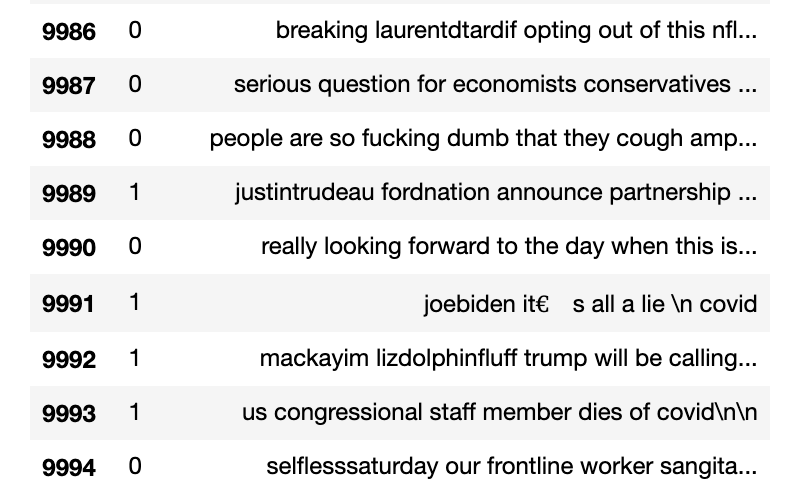 9986 0 breaking laurentdtardif opting out of this nfl...
9987 0 serious question for economists conservatives ...
9988 0 people are so fucking dumb that they cough amp...
9989 1 justintrudeau fordnation announce partnership ...
9990 0 really looking forward to the day when this is...
9991 1 joebiden it€ s all a lie \n covid
9992 1 mackayim lizdolphinfluff trump will be calling...
9993 1 us congressional staff member dies of covid\n\n
9994 0 selflesssaturday our frontline worker sangita...